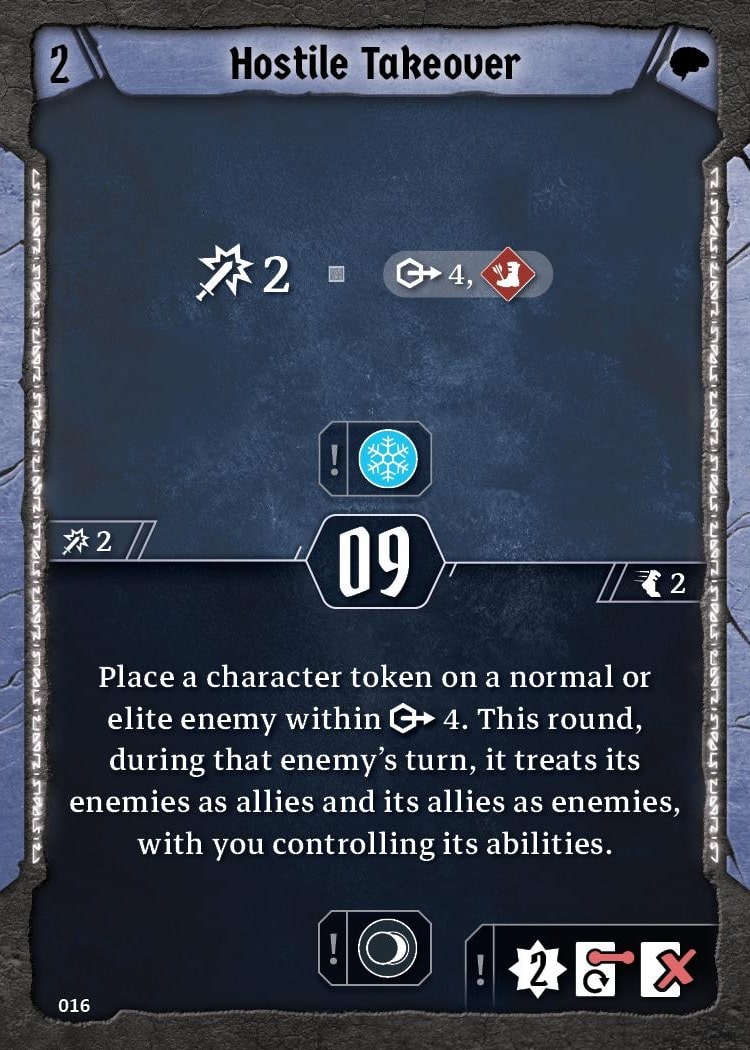 2 Hostile Takeover
2 4,
!
2 09 2
Place a character token on a normal or
elite enemy within 4. This round,
during that enemy's turn, it treats its
enemies as allies and its allies as enemies,
with you controlling its abilities.
! ! 2
016